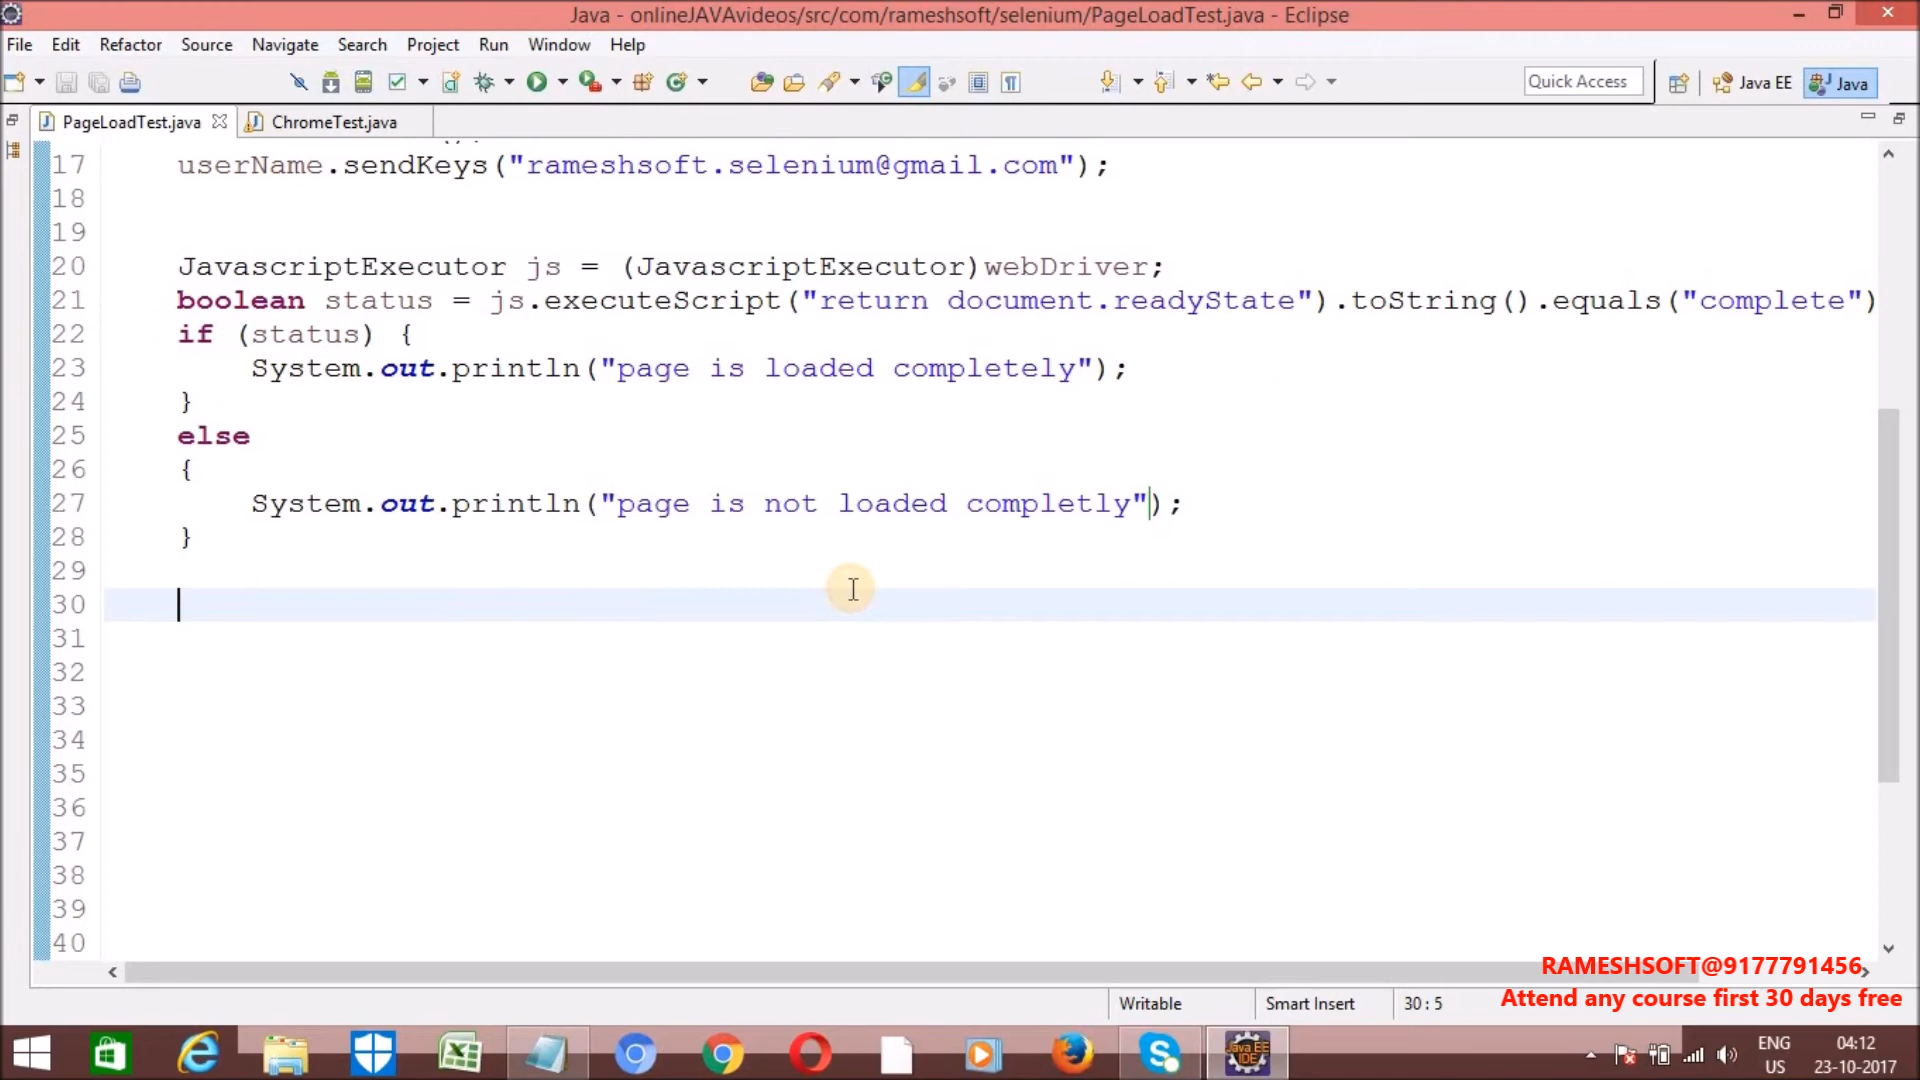 Java - onlineJAVAvideos/src/com/rameshsoft/selenium/PageLoadTest.java - Eclipse
File Edit Refactor Source Navigate Search Project Run Window Help
Quick Access Java EE Java
PageLoadTest.java ChromeTest.java
17 userName.sendKeys("rameshsoft.selenium@gmail.com");
18
19
20 JavascriptExecutor js = (JavascriptExecutor)webDriver;
21 boolean status = js.executeScript("return document.readyState").toString().equals("complete")
22 if (status) {
23 System.out.println("page is loaded completely");
24 }
25 else
26 {
27 System.out.println("page is not loaded completly");
28 }
29
30
31
32
33
34
35
36
37
38
39
40
RAMESHSOFT@9177791456
Attend any course first 30 days free
Writable Smart Insert 30 : 5
Java EE
IDE
ENG
US
04:12
23-10-2017